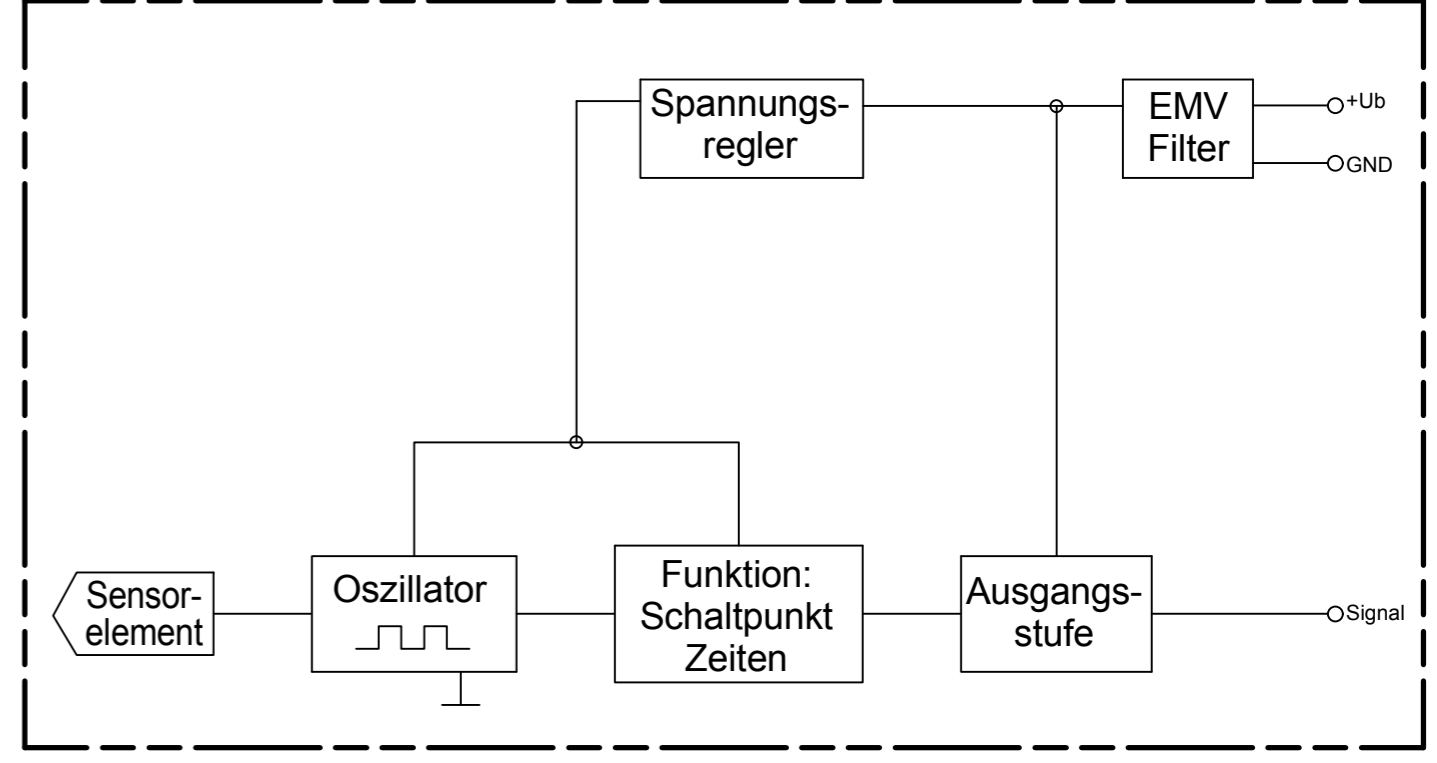 Spannungs-
regler
EMV
Filter
+Ub
GND
Sensor-
element
Oszillator
Funktion:
Schaltpunkt
Zeiten
Ausgangs-
stufe
Signal